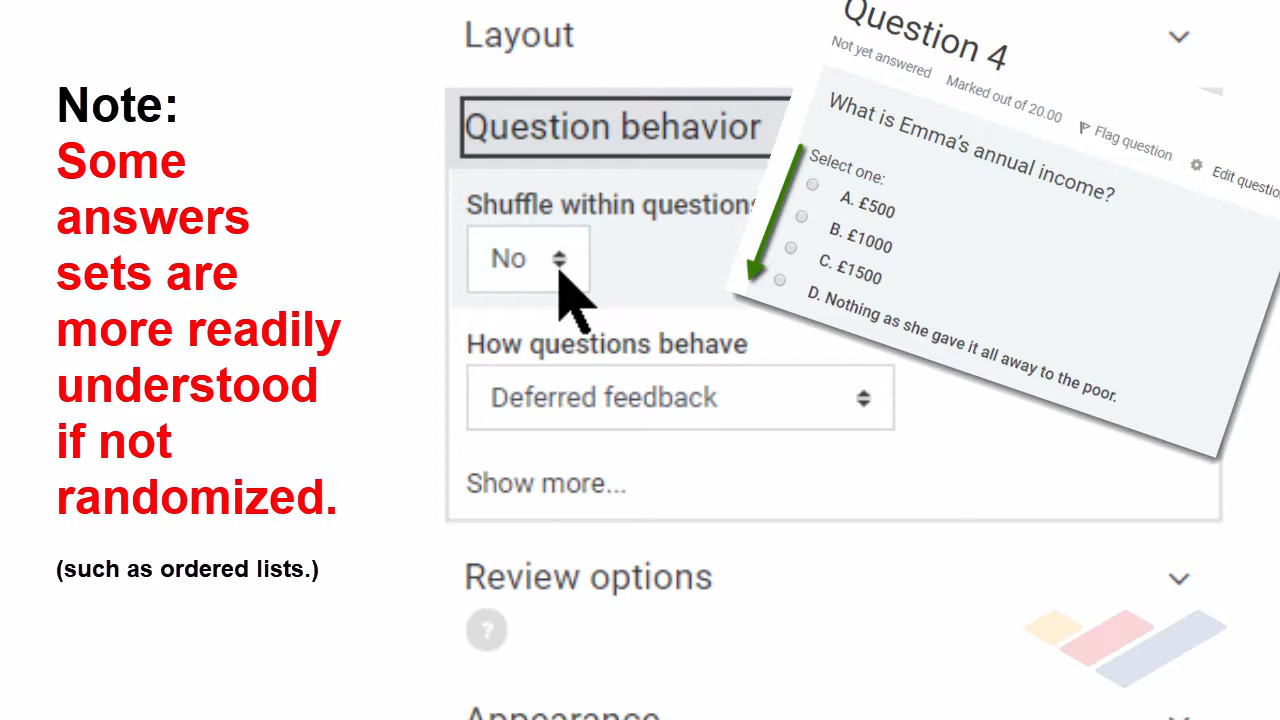 Note:
Some
answers
sets are
more readily
understood
if not
randomized.
(such as ordered lists.)
Layout
Question behavior
Shuffle within questions
No
How questions behave
Deferred feedback
Show more...
Review options
?
Appearance
Question 4
Not yet answered
Marked out of 20.00
Flag question
Edit question
What is Emma's annual income?
Select one:
A. £500
B. £1000
C. £1500
D. Nothing as she gave it all away to the poor.